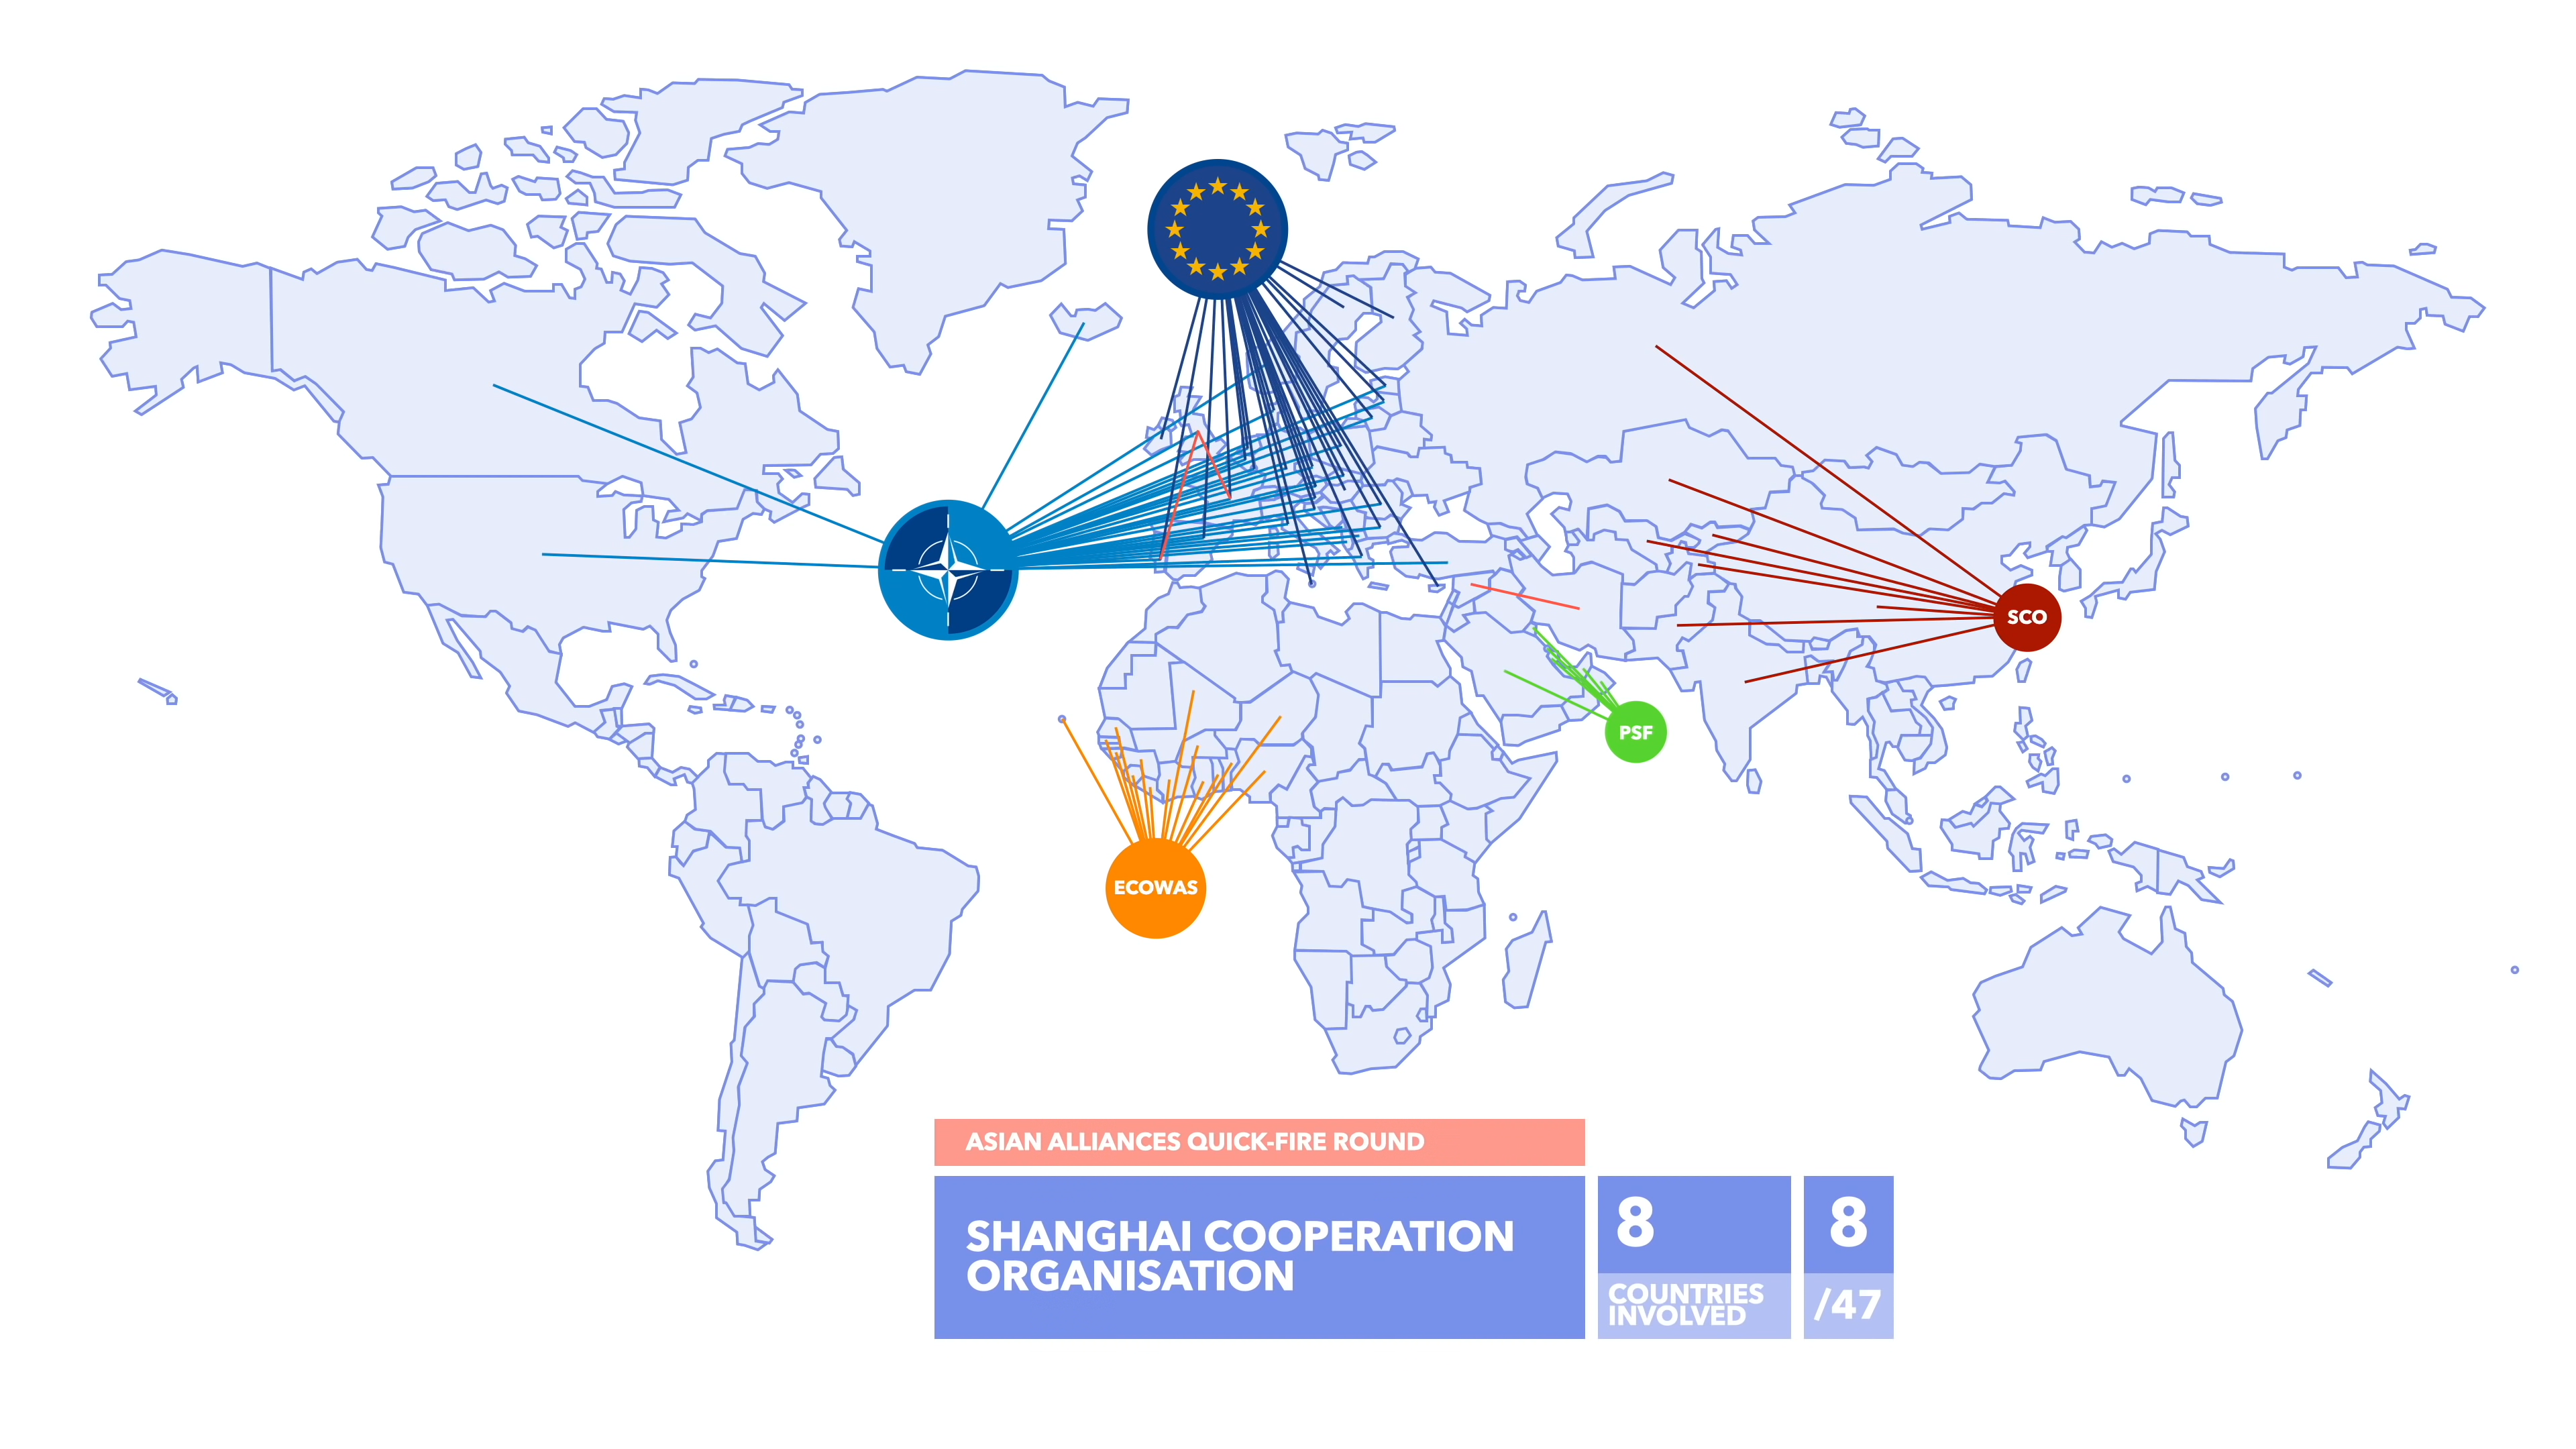 SCO
PSF
ECOWAS
ASIAN ALLIANCES QUICK-FIRE ROUND
SHANGHAI COOPERATION
ORGANISATION
8
COUNTRIES
INVOLVED
8
/47